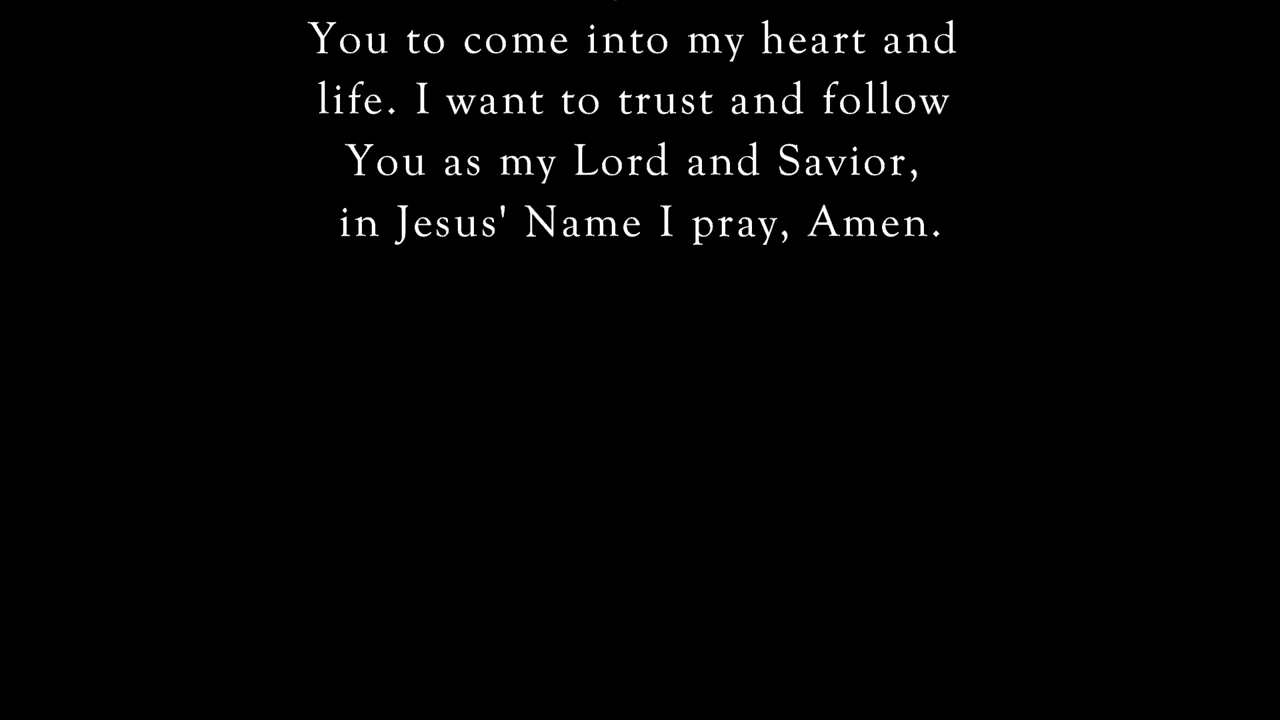 You to come into my heart and
life. I want to trust and follow
You as my Lord and Savior,
in Jesus' Name I pray, Amen.